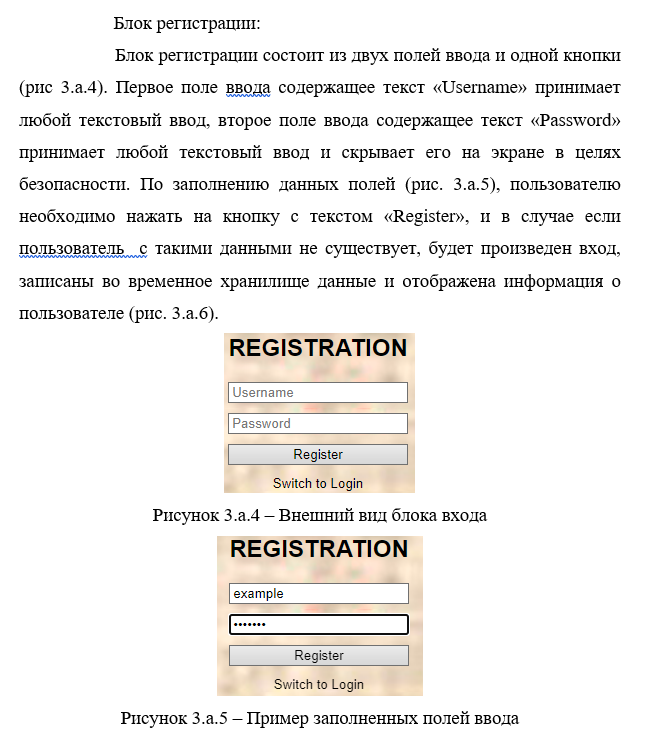 Блок регистрации:
Блок регистрации состоит из двух полей ввода и одной кнопки
(рис 3.а.4). Первое поле ввода содержащее текст «Username» принимает
любой текстовый ввод, второе поле ввода содержащее текст «Password»
принимает любой текстовый ввод и скрывает его на экране в целях
безопасности. По заполнению данных полей (рис. 3.а.5), пользователю
необходимо нажать на кнопку с текстом «Register», и в случае если
пользователь с такими данными не существует, будет произведен вход,
записаны во временное хранилище данные и отображена информация о
пользователе (рис. 3.а.6).
REGISTRATION
Username
Password
Register
Switch to Login
Рисунок 3.а.4 – Внешний вид блока входа
REGISTRATION
example
•••••••
Register
Switch to Login
Рисунок 3.а.5 – Пример заполненных полей ввода